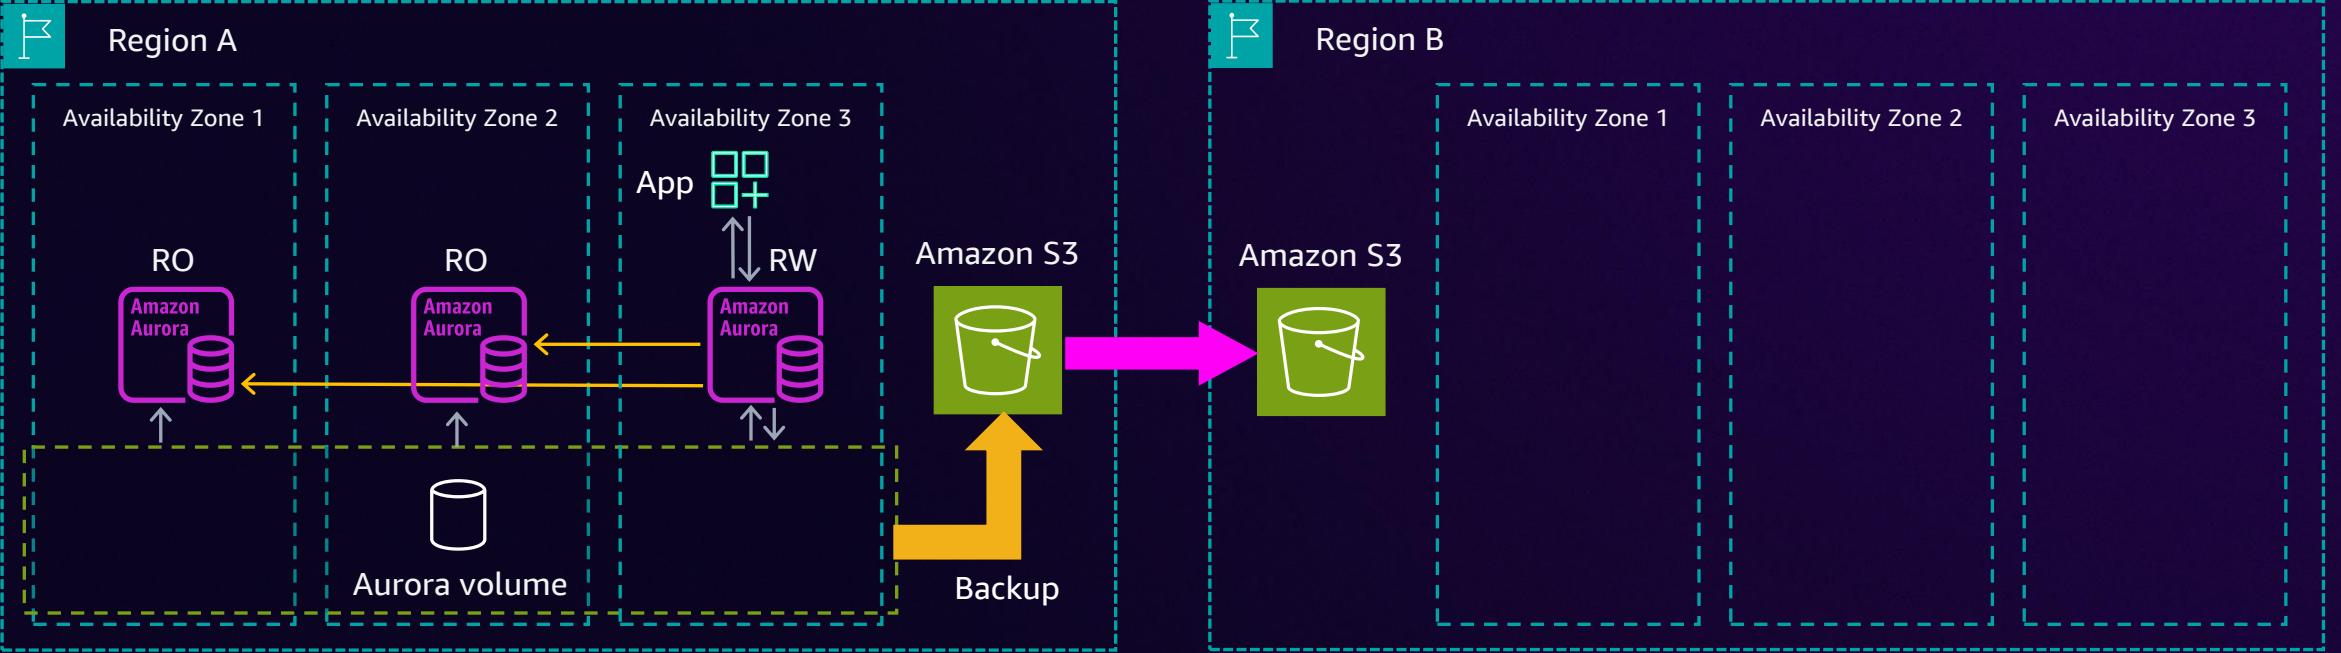 Region A
Availability Zone 1
Availability Zone 2
Availability Zone 3
App
RO
RO
RW
Amazon
Aurora
Amazon
Aurora
Amazon
Aurora
Amazon S3
Aurora volume
Backup
Region B
Amazon S3
Availability Zone 1
Availability Zone 2
Availability Zone 3